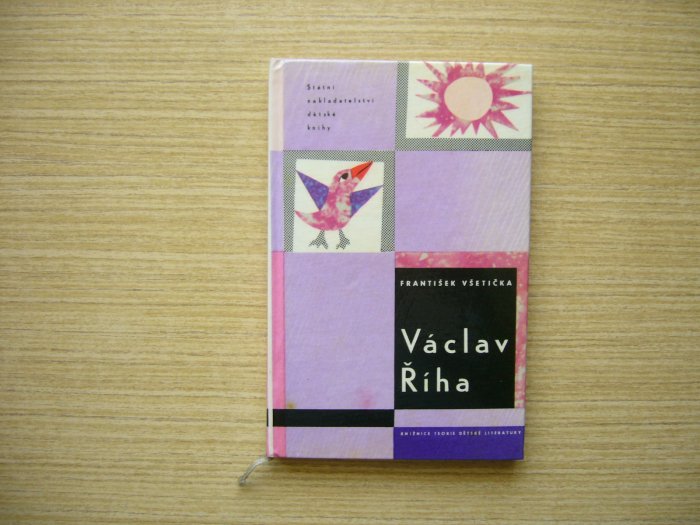 Státní
nakladatelství
dětské
knihy
FRANTIŠEK VŠETIČKA
Václav
Říha
KNIŽNICE TEORIE DĚTSKÉ LITERATURY